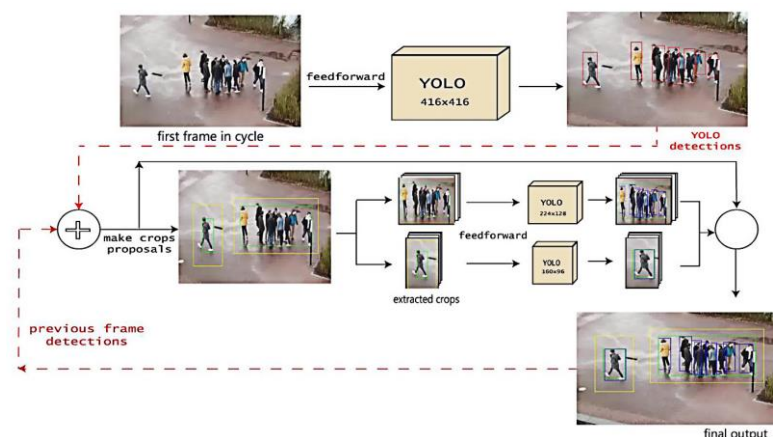 feedforward
YOLO
416x416
first frame in cycle
YOLO
detections
make crops
proposals
YOLO
224x128
feedforward
YOLO
160x96
extracted crops
previous frame
detections
final output